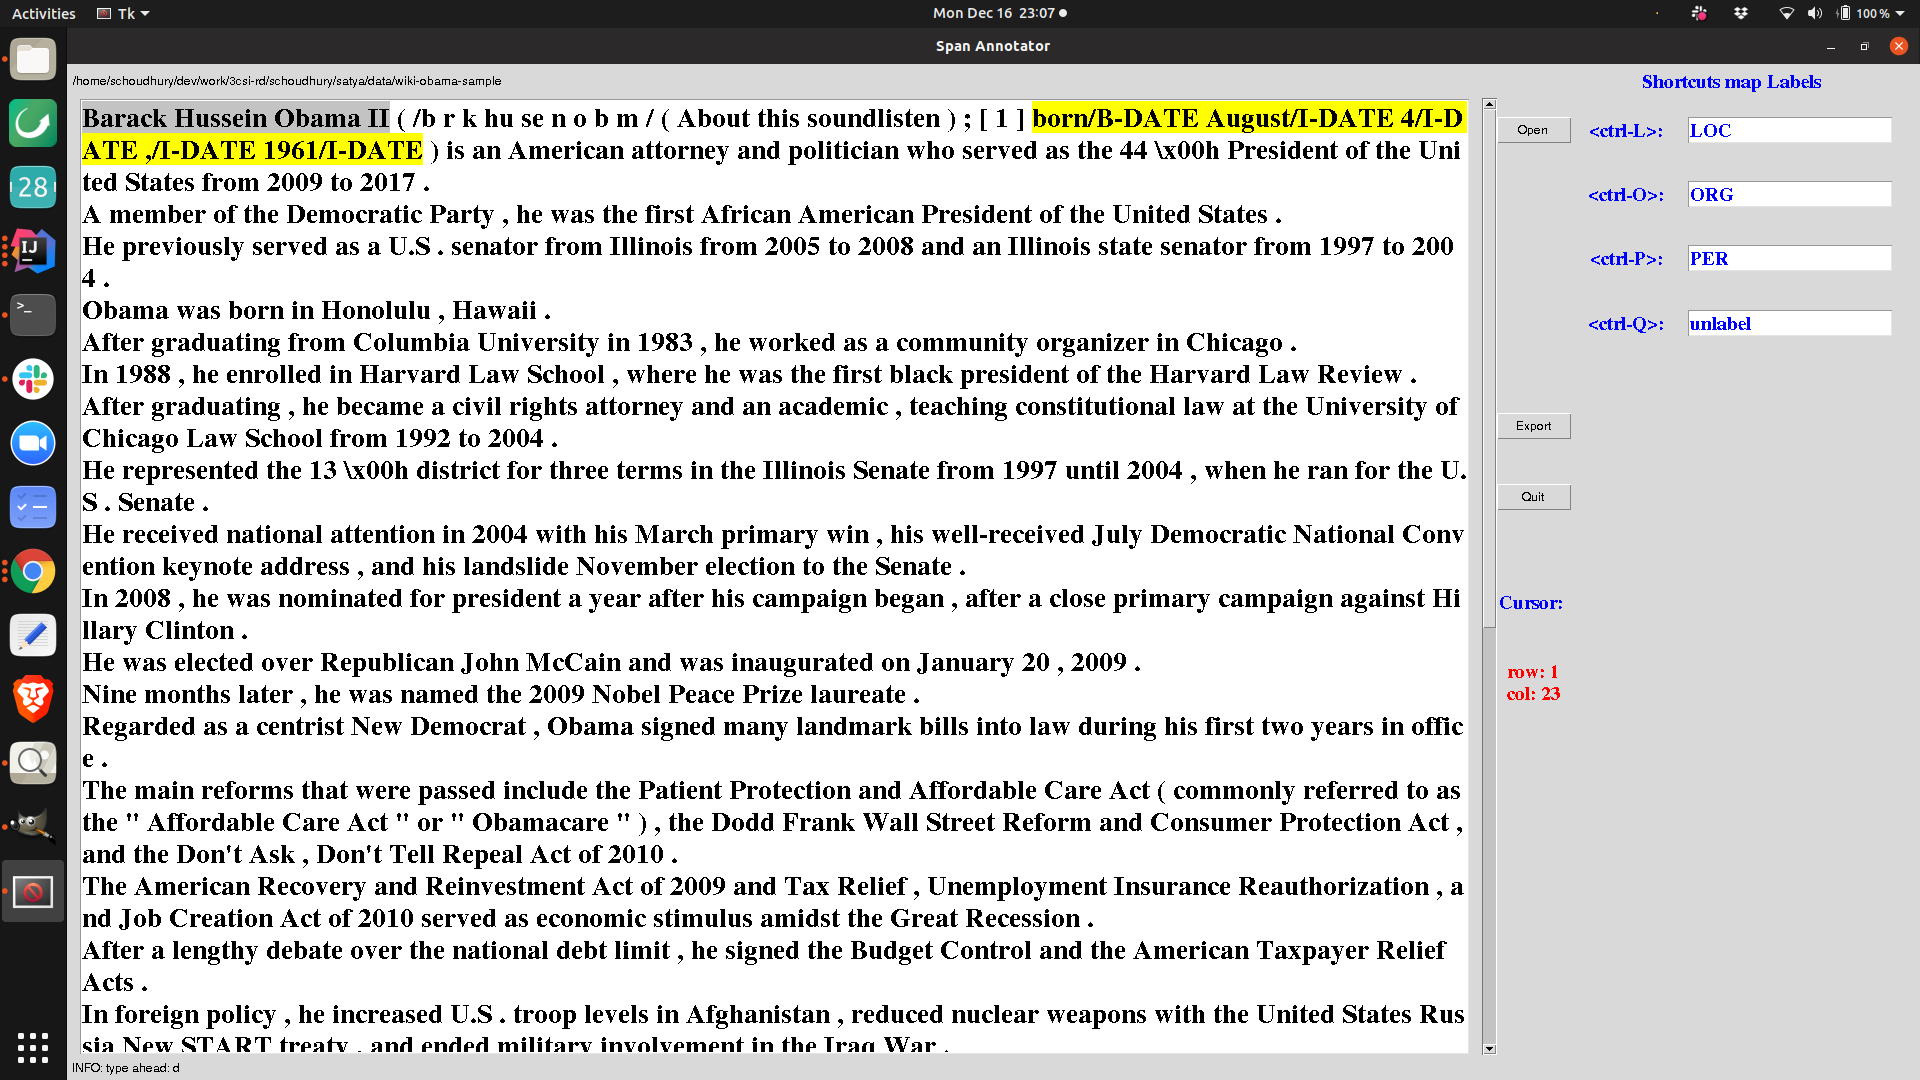 Activities
Tk
Mon Dec 16 23:07
100 %
Span Annotator
/home/schoudhury/dev/work/3csi-rd/schoudhury/satya/data/wiki-obama-sample
Barack Hussein Obama II ( /b r k hu se n o b m / ( About this soundlisten ) ; [ 1 ] born/B-DATE August/I-DATE 4/I-D
ATE ,/I-DATE 1961/I-DATE ) is an American attorney and politician who served as the 44 \x00h President of the Uni
ted States from 2009 to 2017 .
A member of the Democratic Party , he was the first African American President of the United States .
He previously served as a U.S . senator from Illinois from 2005 to 2008 and an Illinois state senator from 1997 to 200
4 .
Obama was born in Honolulu , Hawaii .
After graduating from Columbia University in 1983 , he worked as a community organizer in Chicago .
In 1988 , he enrolled in Harvard Law School , where he was the first black president of the Harvard Law Review .
After graduating , he became a civil rights attorney and an academic , teaching constitutional law at the University of
Chicago Law School from 1992 to 2004 .
He represented the 13 \x00h district for three terms in the Illinois Senate from 1997 until 2004 , when he ran for the U.
S . Senate .
He received national attention in 2004 with his March primary win , his well-received July Democratic National Conv
ention keynote address , and his landslide November election to the Senate .
In 2008 , he was nominated for president a year after his campaign began , after a close primary campaign against Hi
llary Clinton .
He was elected over Republican John McCain and was inaugurated on January 20 , 2009 .
Nine months later , he was named the 2009 Nobel Peace Prize laureate .
Regarded as a centrist New Democrat , Obama signed many landmark bills into law during his first two years in offic
e .
The main reforms that were passed include the Patient Protection and Affordable Care Act ( commonly referred to as
the " Affordable Care Act " or " Obamacare " ) , the Dodd Frank Wall Street Reform and Consumer Protection Act ,
and the Don't Ask , Don't Tell Repeal Act of 2010 .
The American Recovery and Reinvestment Act of 2009 and Tax Relief , Unemployment Insurance Reauthorization , a
nd Job Creation Act of 2010 served as economic stimulus amidst the Great Recession .
After a lengthy debate over the national debt limit , he signed the Budget Control and the American Taxpayer Relief
Acts .
In foreign policy , he increased U.S . troop levels in Afghanistan , reduced nuclear weapons with the United States Rus
sia New START treaty , and ended military involvement in the Iraq War .
INFO: type ahead: d
Open
Export
Quit
Cursor:
row: 1
col: 23
Shortcuts map Labels
<ctrl-L>: LOC
<ctrl-O>: ORG
<ctrl-P>: PER
<ctrl-Q>: unlabel
28
IJ
>_